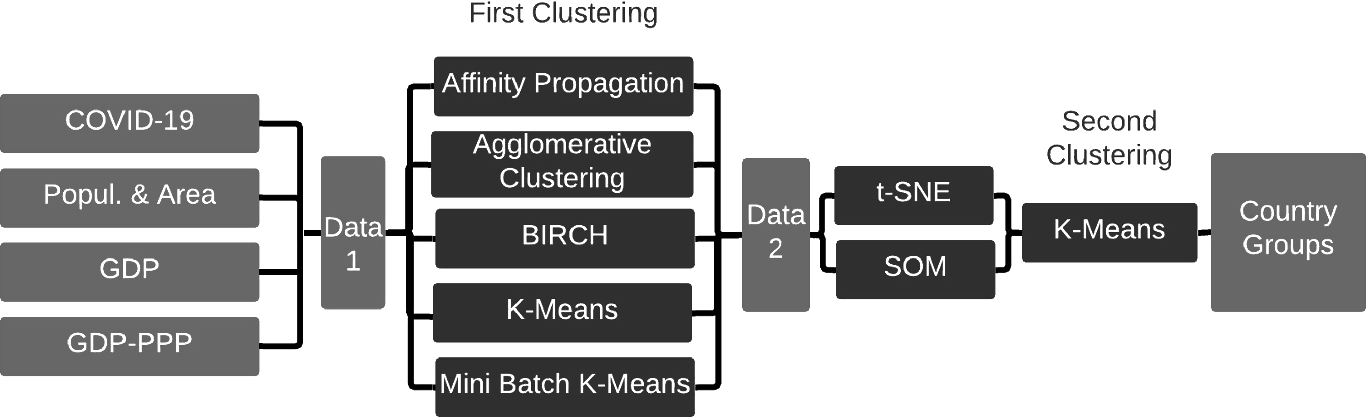 First Clustering
COVID-19
Popul. & Area
GDP
GDP-PPP
Data
1
Affinity Propagation
Agglomerative
Clustering
BIRCH
K-Means
Mini Batch K-Means
Data
2
t-SNE
SOM
Second
Clustering
K-Means
Country
Groups